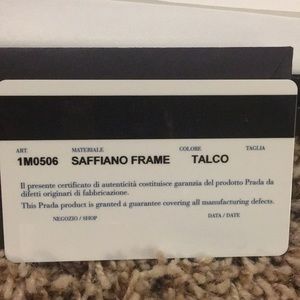 ART. MATERIALE COLORE TAGLIA
1M0506 SAFFIANO FRAME TALCO
Il presente certificato di autenticità costituisce garanzia del prodotto Prada da
difetti originari di fabbricazione.
This Prada product is granted a guarantee covering all manufacturing defects.
NEGOZIO / SHOP DATA / DATE